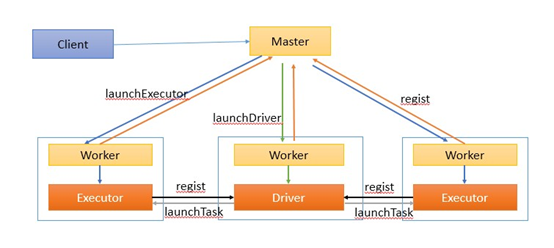 Client
Master
launchExecutor
launchDriver
regist
Worker
Worker
Worker
Executor
regist
Driver
regist
Executor
launchTask
launchTask